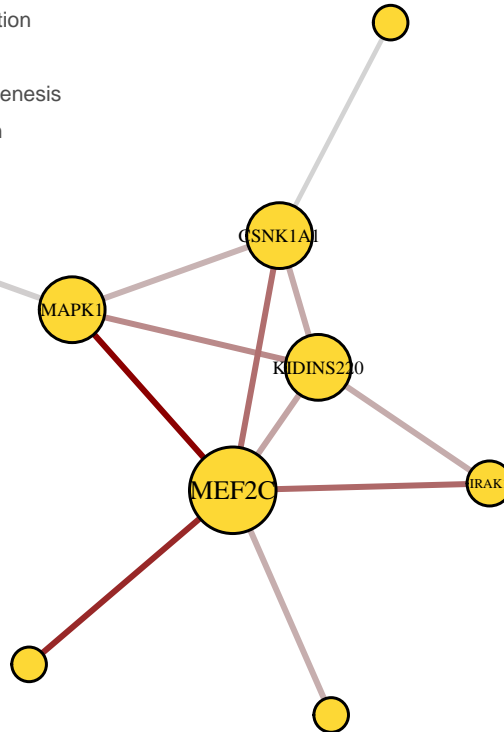 tion
enesis
n
CSNK1A1
MAPK1
KIDINS220
MEF2C
IRAK